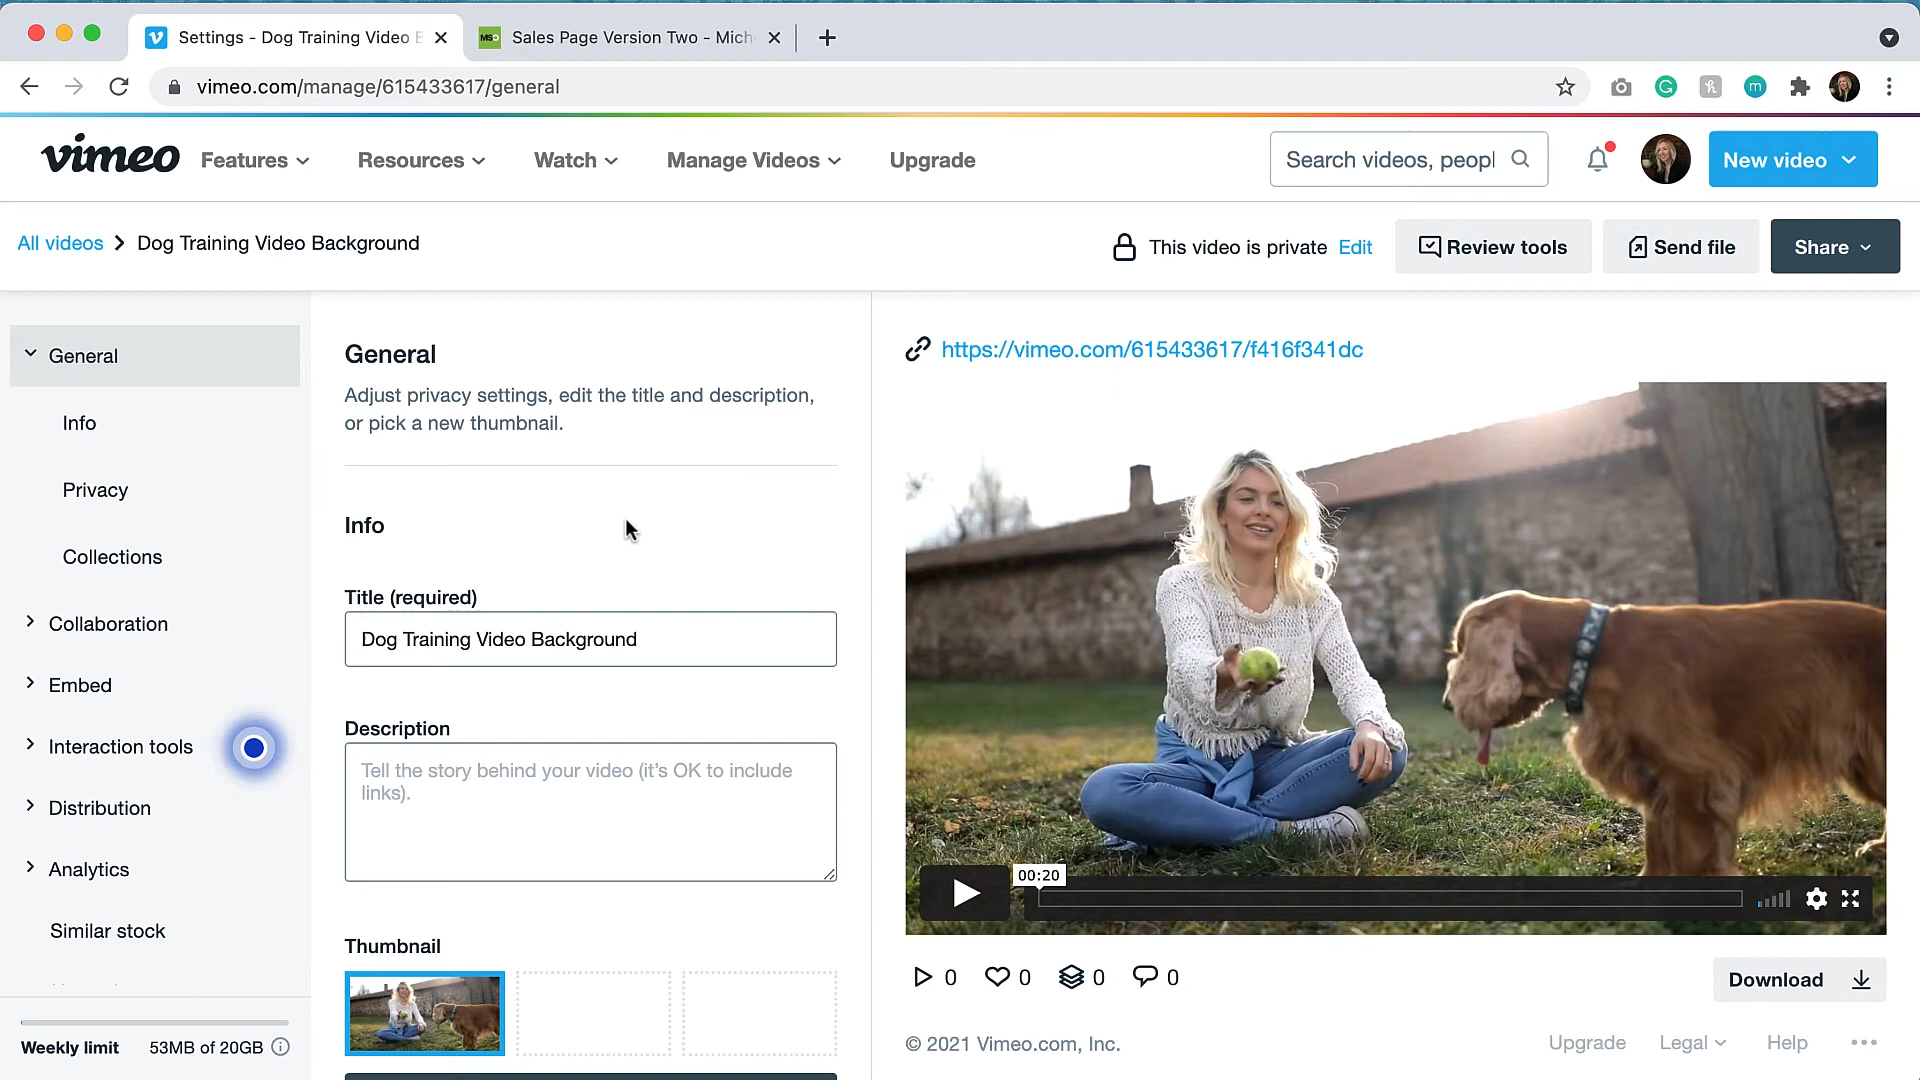 Settings - Dog Training Video
Sales Page Version Two - Mich
vimeo.com/manage/615433617/general
vimeo
Features
Resources
Watch
Manage Videos
Upgrade
Search videos, peopl
New video
All videos > Dog Training Video Background
This video is private Edit
Review tools
Send file
Share
General
Info
Privacy
Collections
Collaboration
Embed
Interaction tools
Distribution
Analytics
Similar stock
Weekly limit 53MB of 20GB
General
Adjust privacy settings, edit the title and description,
or pick a new thumbnail.
Info
Title (required)
Dog Training Video Background
Description
Tell the story behind your video (it's OK to include
links).
Thumbnail
https://vimeo.com/615433617/f416f341dc
00:20
0 0 0 0
Download
© 2021 Vimeo.com, Inc.
Upgrade
Legal
Help